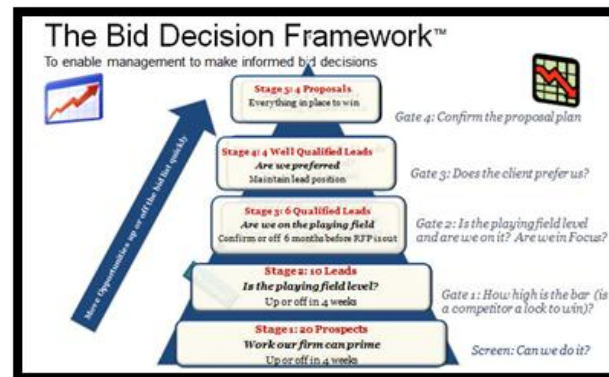 The Bid Decision Framework™
To enable management to make informed bid decisions
Stage 5: 4 Proposals
Everything in place to win
Gate 4: Confirm the proposal plan
Stage 4: 4 Well Qualified Leads
Are we preferred
Maintain lead position
Gate 3: Does the client prefer us?
Stage 3: 6 Qualified Leads
Are we on the playing field
Confirm or off 6 months before RFP is out
Gate 2: Is the playing field level
and are we on it? Are we in Focus?
Stage 2: 10 Leads
Is the playing field level?
Up or off in 4 weeks
Gate 1: How high is the bar (is
a competitor a lock to win)?
Stage 1: 20 Prospects
Work our firm can prime
Up or off in 4 weeks
Screen: Can we do it?
Move Opportunities up or off the bid list quickly